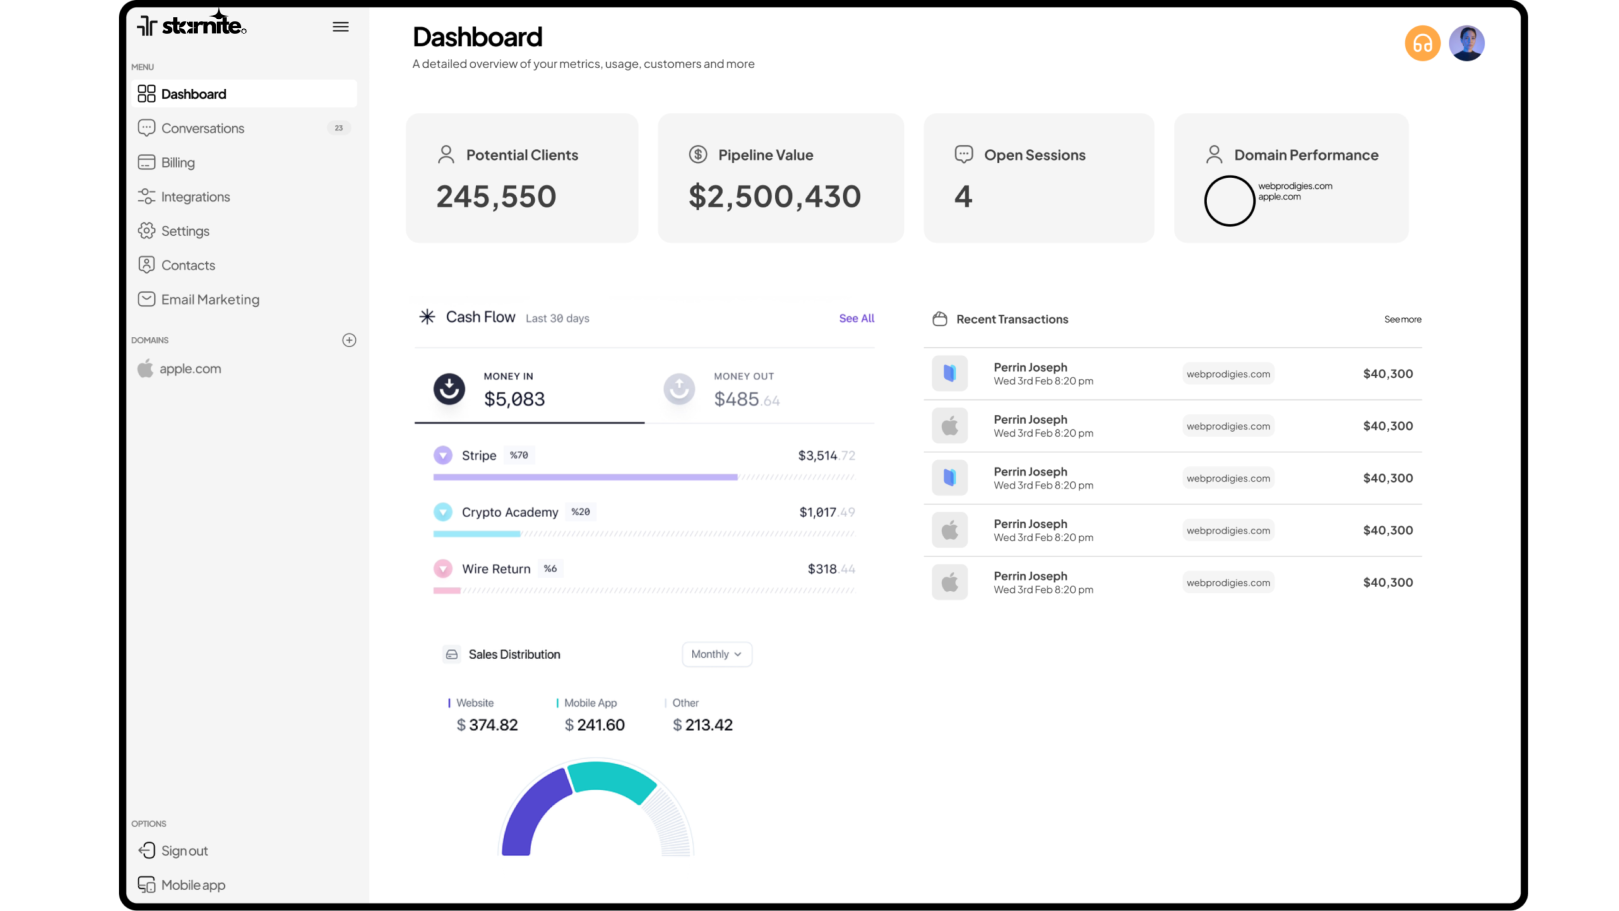 starnite.
MENU
Dashboard
Conversations 23
Billing
Integrations
Settings
Contacts
Email Marketing
DOMAINS
apple.com
OPTIONS
Sign out
Mobile app
Dashboard
A detailed overview of your metrics, usage, customers and more
Potential Clients
245,550
Pipeline Value
$2,500,430
Open Sessions
4
Domain Performance
webprodigies.com
apple.com
Cash Flow Last 30 days See All
MONEY IN
$5,083
MONEY OUT
$485.64
Stripe %70 $3,514.72
Crypto Academy %20 $1,017.49
Wire Return %6 $318.44
Recent Transactions See more
Perrin Joseph
Wed 3rd Feb 8:20 pm
webprodigies.com
$40,300
Perrin Joseph
Wed 3rd Feb 8:20 pm
webprodigies.com
$40,300
Perrin Joseph
Wed 3rd Feb 8:20 pm
webprodigies.com
$40,300
Perrin Joseph
Wed 3rd Feb 8:20 pm
webprodigies.com
$40,300
Perrin Joseph
Wed 3rd Feb 8:20 pm
webprodigies.com
$40,300
Sales Distribution Monthly
Website
$ 374.82
Mobile App
$ 241.60
Other
$ 213.42